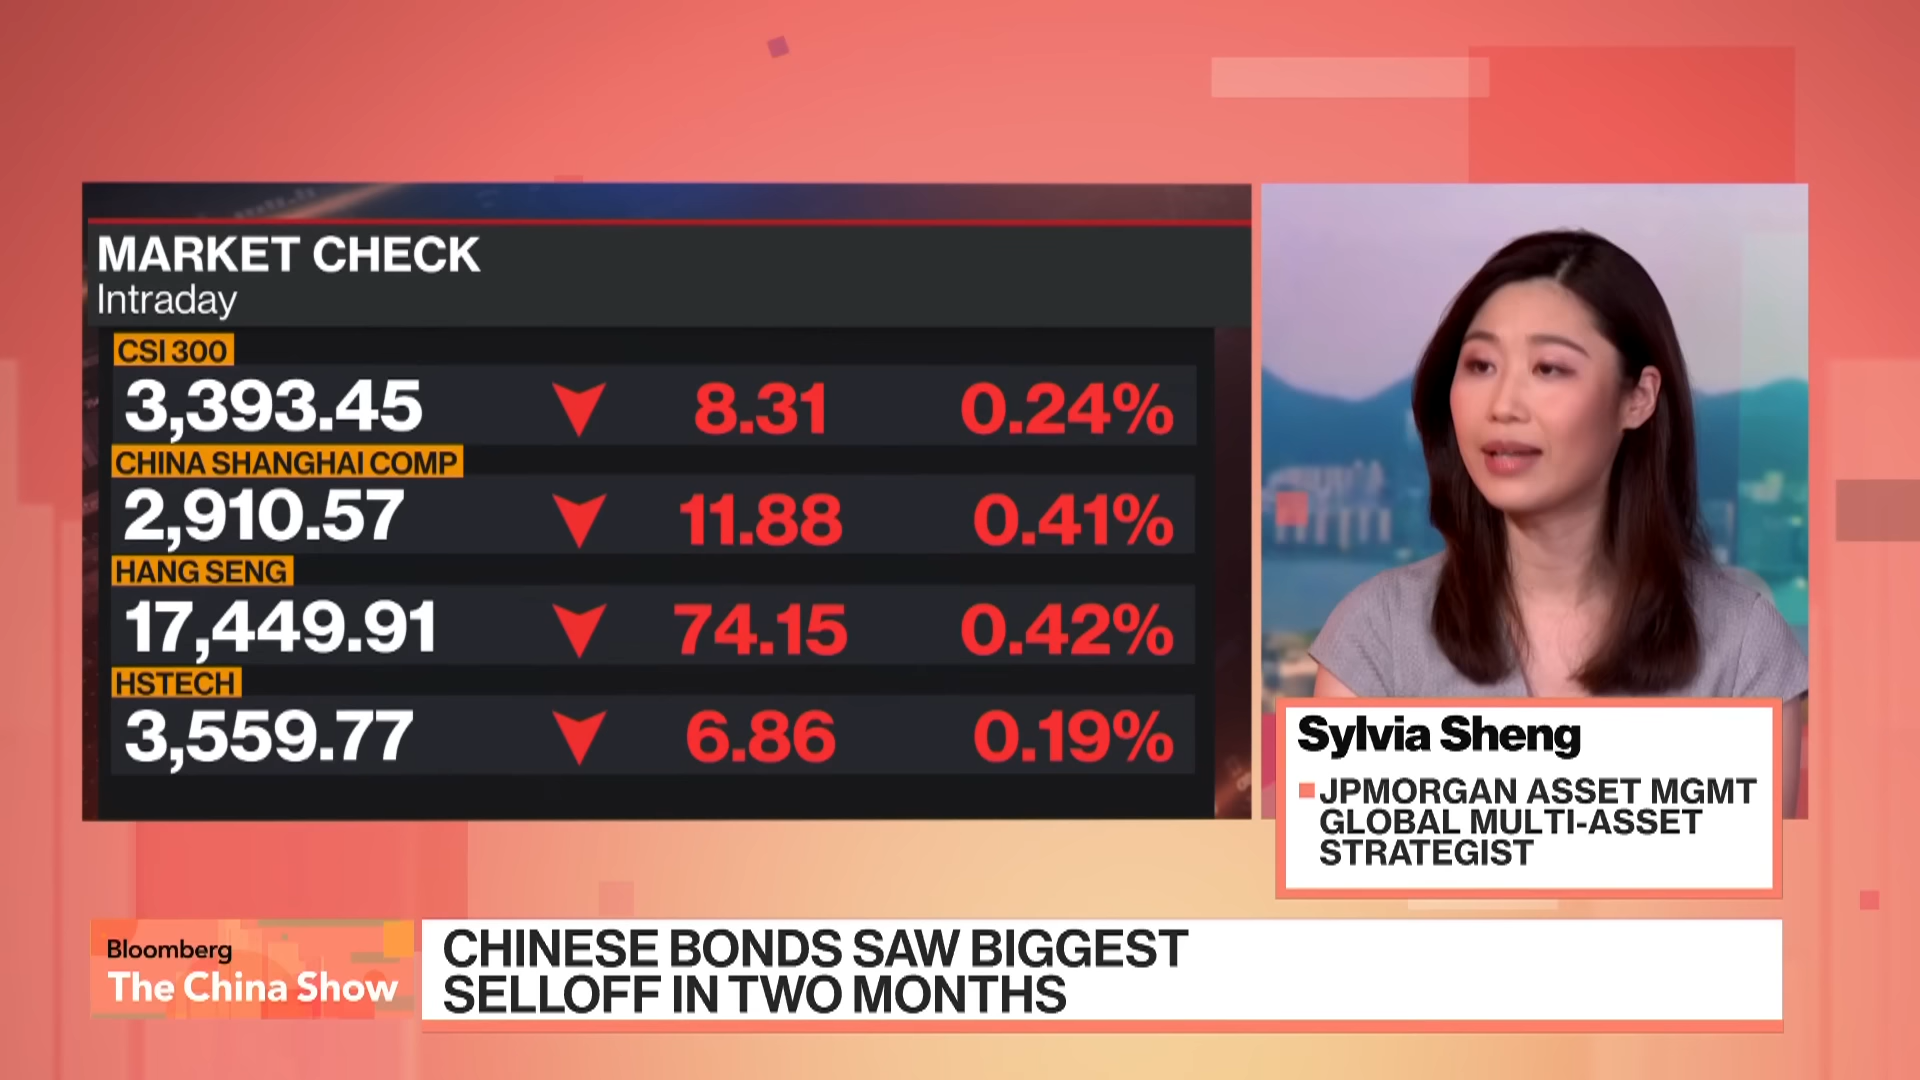 MARKET CHECK
Intraday
CSI 300
3,393.45 8.31 0.24%
CHINA SHANGHAI COMP
2,910.57 11.88 0.41%
HANG SENG
17,449.91 74.15 0.42%
HSTECH
3,559.77 6.86 0.19%
Sylvia Sheng
JPMORGAN ASSET MGMT
GLOBAL MULTI-ASSET
STRATEGIST
Bloomberg
The China Show
CHINESE BONDS SAW BIGGEST
SELLOFF IN TWO MONTHS